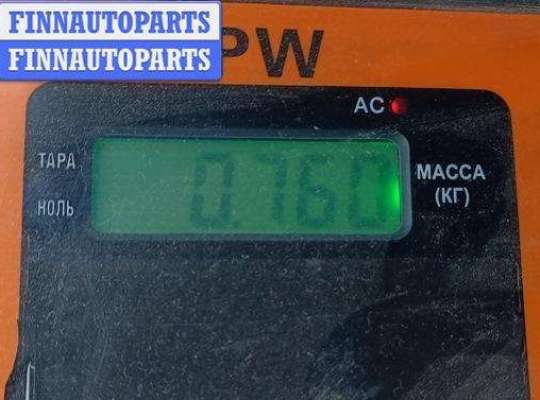 FINNAUTOPARTS
FINNAUTOPARTS
PW
AC
ТАРА
0.760
МАССА
(КГ)
НОЛЬ